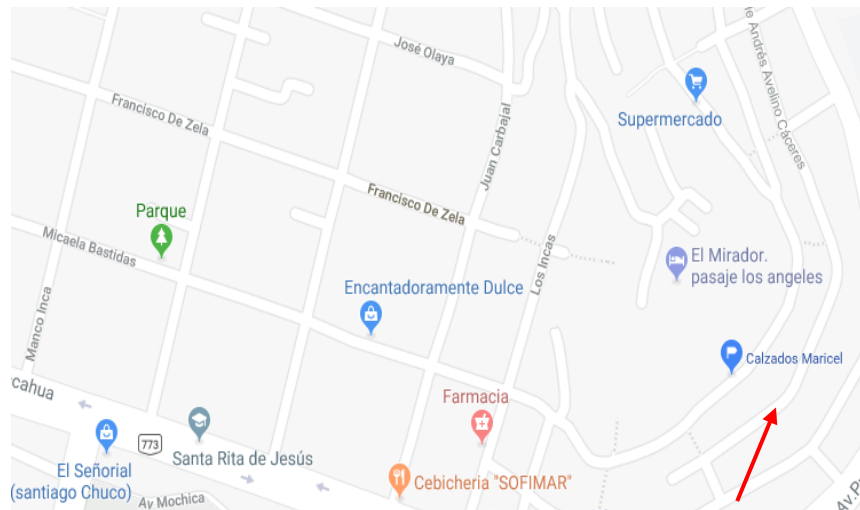 José Olaya
de Andrés Avelino Cáceres
Supermercado
Francisco De Zela
Juan Carbajal
Francisco De Zela
Parque
Micaela Bastidas
Los Incas
El Mirador.
pasaje los angeles
Encantadoramente Dulce
Manco Inca
Calzados Maricel
cahua
Farmacia
773
Santa Rita de Jesús
El Señorial
(santiago Chuco)
Cebicheria "SOFIMAR"
Av Mochica
Av.P